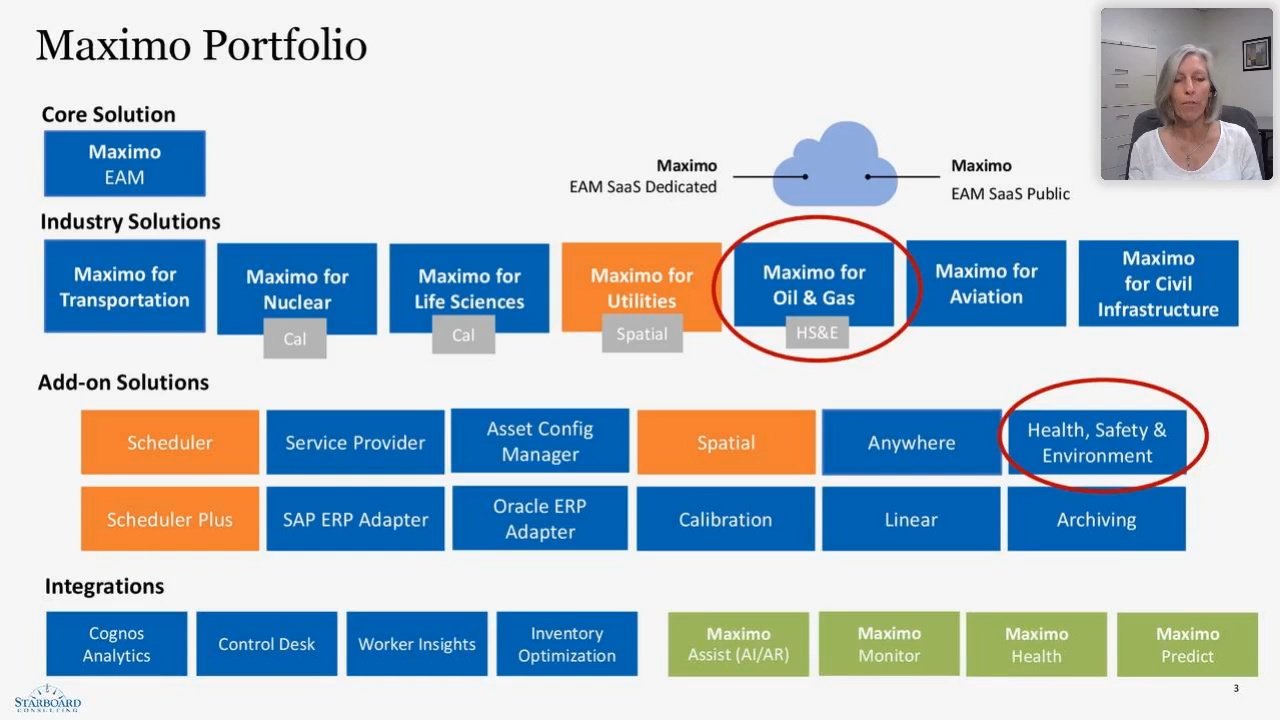 Maximo Portfolio
Core Solution
Maximo
EAM
Maximo
EAM SaaS Dedicated
Maximo
EAM SaaS Public
Industry Solutions
Maximo for
Transportation
Maximo for
Nuclear
Cal
Maximo for
Life Sciences
Cal
Maximo for
Utilities
Spatial
Maximo for
Oil & Gas
HS&E
Maximo for
Aviation
Maximo
for Civil
Infrastructure
Add-on Solutions
Scheduler
Service Provider
Asset Config
Manager
Spatial
Anywhere
Health, Safety &
Environment
Scheduler Plus
SAP ERP Adapter
Oracle ERP
Adapter
Calibration
Linear
Archiving
Integrations
Cognos
Analytics
Control Desk
Worker Insights
Inventory
Optimization
Maximo
Assist (AI/AR)
Maximo
Monitor
Maximo
Health
Maximo
Predict
STARBOARD
CONSULTING
3